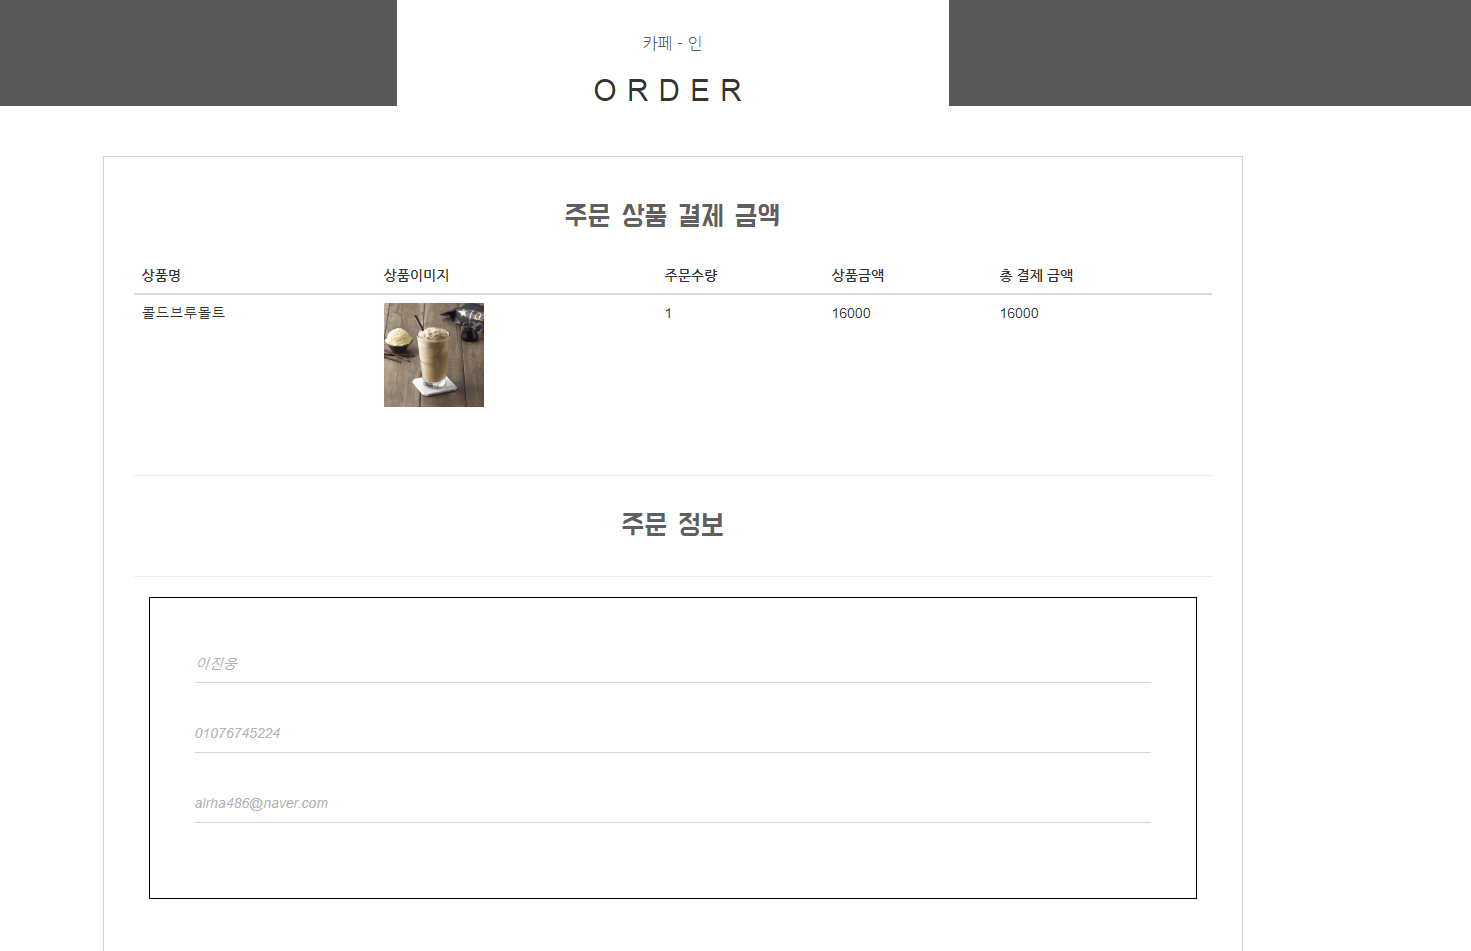 카페 - 인
ORDER
주문 상품 결제 금액
상품명 상품이미지 주문수량 상품금액 총 결제 금액
콜드브루몰트 1 16000 16000
주문 정보
이진웅
01076745224
alrha486@naver.com